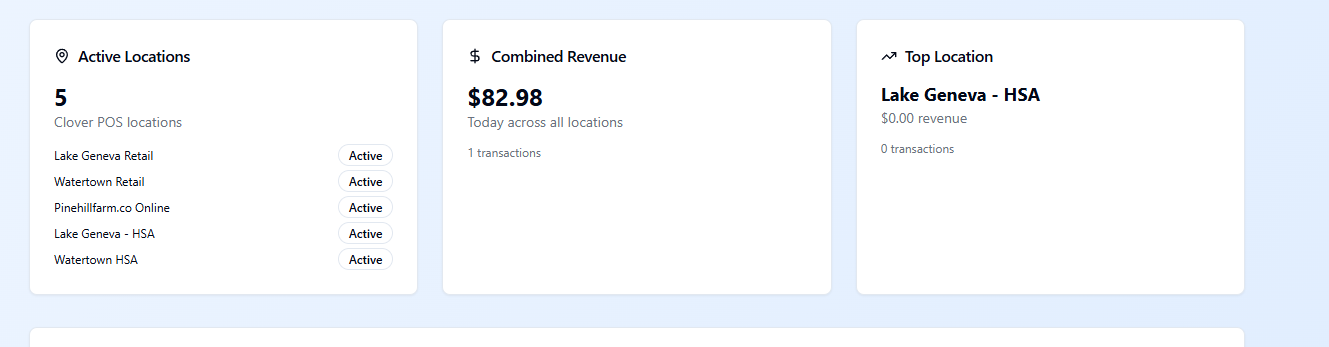 Active Locations
5
Clover POS locations
Lake Geneva Retail Active
Watertown Retail Active
Pinehillfarm.co Online Active
Lake Geneva - HSA Active
Watertown HSA Active
Combined Revenue
$82.98
Today across all locations
1 transactions
Top Location
Lake Geneva - HSA
$0.00 revenue
0 transactions